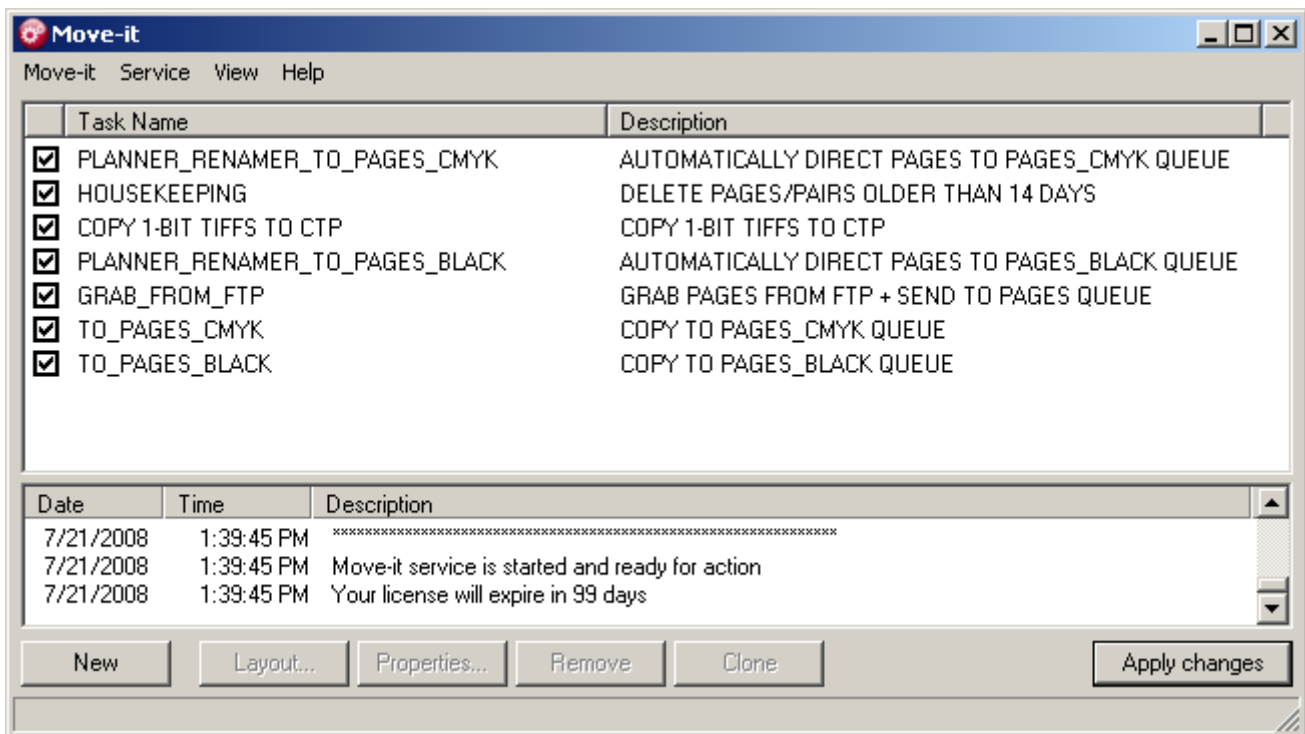 Move-it
Move-it Service View Help
Task Name Description
PLANNER_RENAMER_TO_PAGES_CMYK AUTOMATICALLY DIRECT PAGES TO PAGES_CMYK QUEUE
HOUSEKEEPING DELETE PAGES/PAIRS OLDER THAN 14 DAYS
COPY 1-BIT TIFFS TO CTP COPY 1-BIT TIFFS TO CTP
PLANNER_RENAMER_TO_PAGES_BLACK AUTOMATICALLY DIRECT PAGES TO PAGES_BLACK QUEUE
GRAB_FROM_FTP GRAB PAGES FROM FTP + SEND TO PAGES QUEUE
TO_PAGES_CMYK COPY TO PAGES_CMYK QUEUE
TO_PAGES_BLACK COPY TO PAGES_BLACK QUEUE
Date Time Description
7/21/2008 1:39:45 PM ***************************************************************
7/21/2008 1:39:45 PM Move-it service is started and ready for action
7/21/2008 1:39:45 PM Your license will expire in 99 days
New Layout... Properties... Remove Clone Apply changes